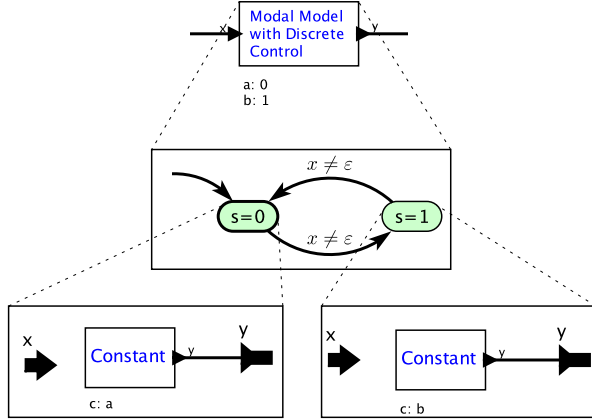 Modal Model
with Discrete
Control
x
y
a: 0
b: 1
x ≠ ε
s=0
s=1
x ≠ ε
x
y
Constant
y
c: a
x
y
Constant
y
c: b